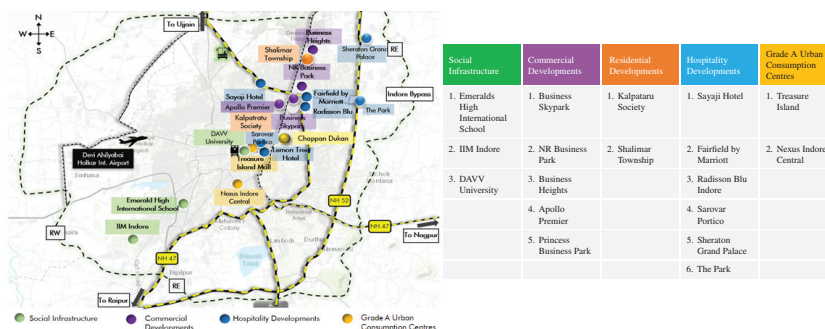 N
W
E
S
To Ujjain
Business
Heights
Shalimar
Township
Sheraton Grand
Palace
RE
NR Business
Park
Indore Bypass
Sayaji Hotel
Fairfield by
Marriott
Apollo Premier
Radisson Blu
The Park
Kalpatratu
Society
Business
Skypark
DAVV
University
Sarovar
Portico
Chappan Dukan
Lemon Tree
Hotel
Treasure
Island Mall
Devi Ahilyabai
Holkar Int. Airport
Nexus Indore
Central
Emerald High
International School
NH 52
IIM Indore
NH 47
RW
To Nagpur
NH 47
RE
To Raipur
Social Infrastructure
Commercial
Developments
Hospitality Developments
Grade A Urban
Consumption Centres
Social
Infrastructure
Commercial
Developments
Residential
Developments
Hospitality
Developments
Grade A Urban
Consumption
Centres
1. Emeralds
High
International
School
1. Business
Skypark
1. Kalpataru
Society
1. Sayaji Hotel
1. Treasure
Island
2. IIM Indore
2. NR Business
Park
2. Shalimar
Township
2. Fairfield by
Marriott
2. Nexus Indore
Central
3. DAVV
University
3. Business
Heights
3. Radisson Blu
Indore
4. Apollo
Premier
4. Sarovar
Portico
5. Princess
Business Park
5. Sheraton
Grand Palace
6. The Park